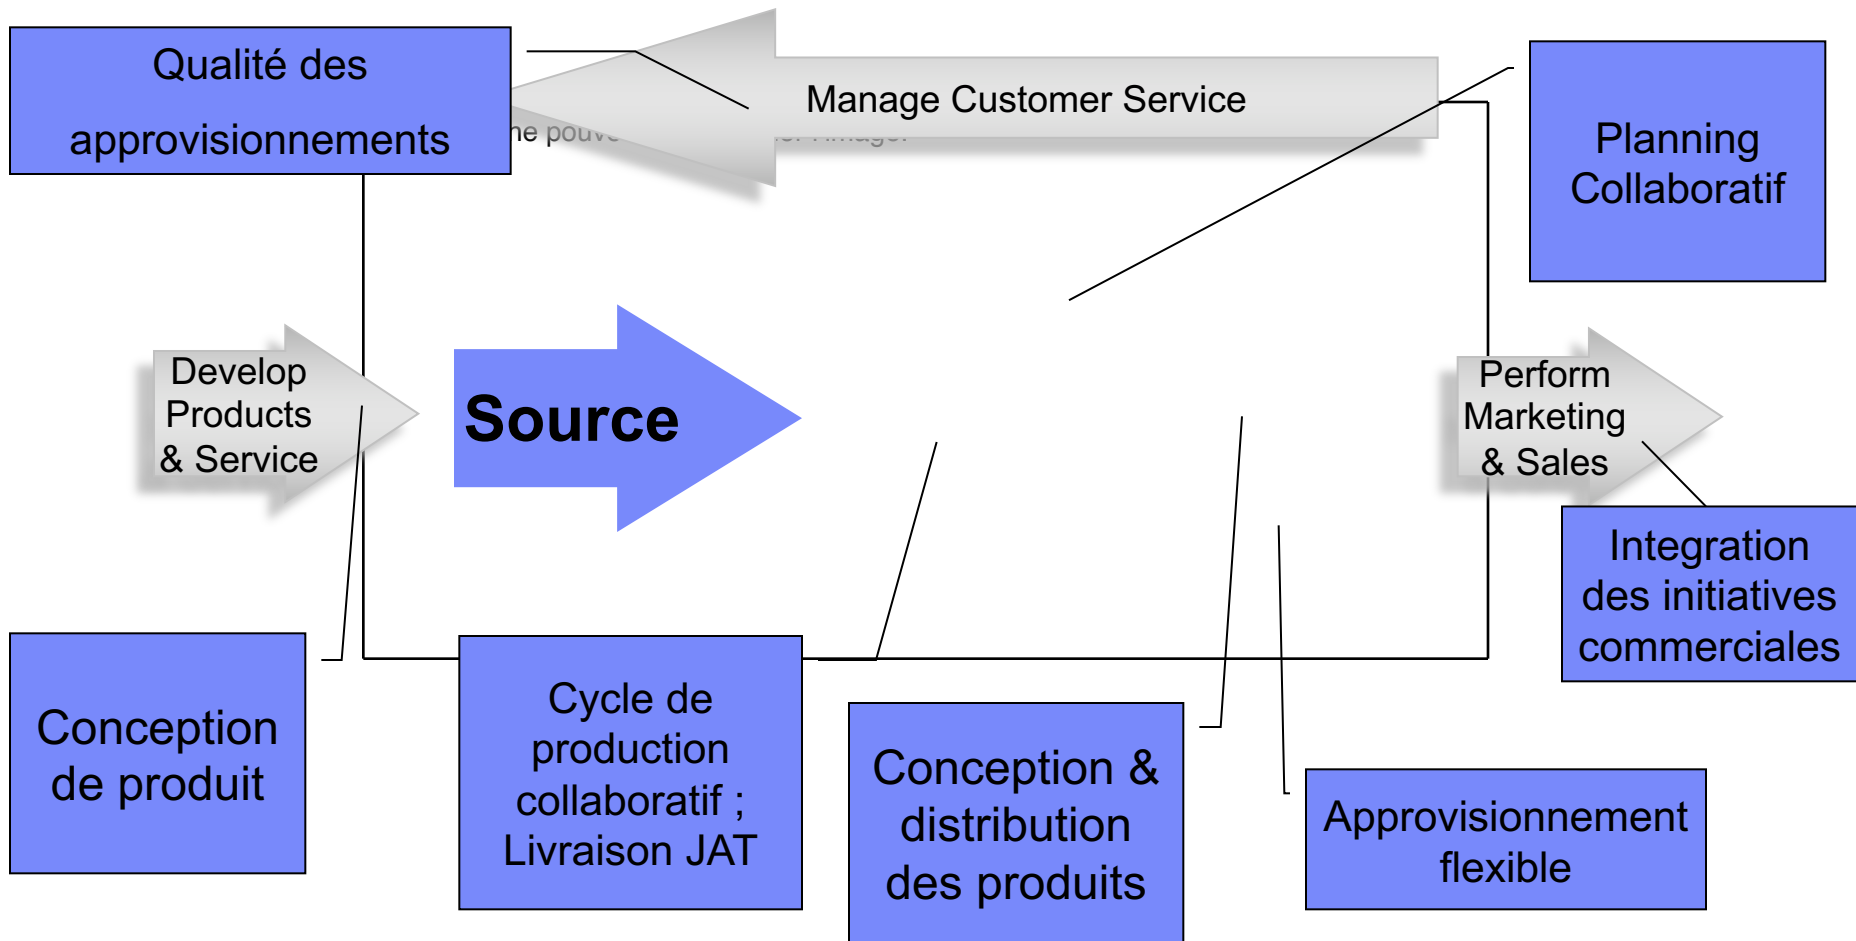 Qualité des
approvisionnements
Manage Customer Service
ne
Planning
Collaboratif
Develop
Products
& Service
Source
Perform
Marketing
& Sales
Integration
des initiatives
commerciales
Conception
de produit
Cycle de
production
collaboratif ;
Livraison JAT
Conception &
distribution
des produits
Approvisionnement
flexible